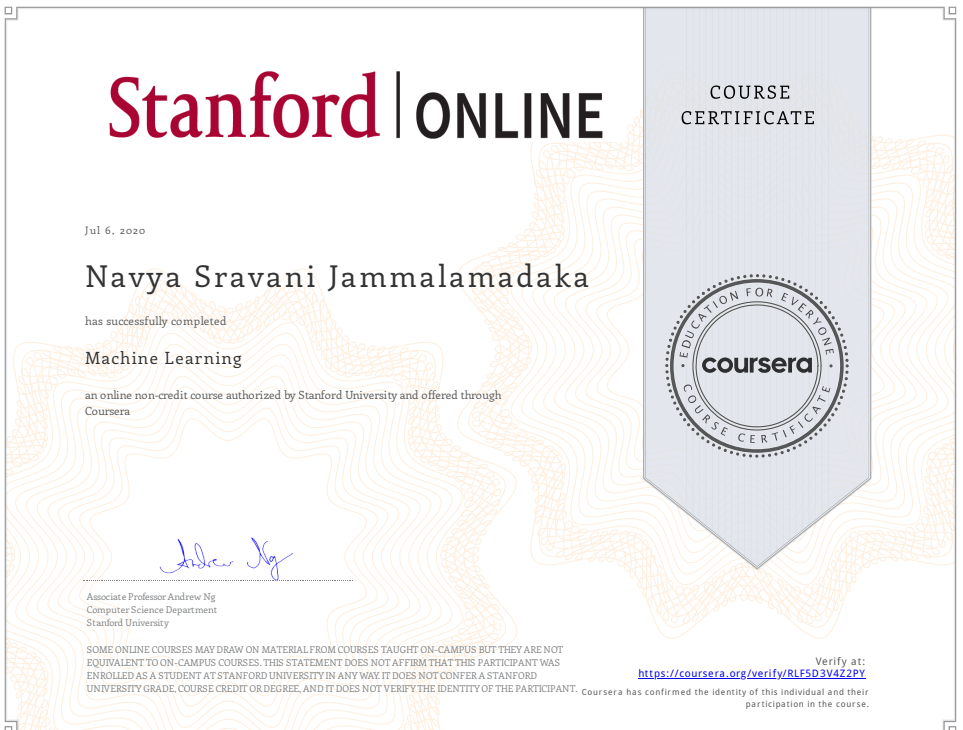 Stanford | ONLINE
COURSE
CERTIFICATE
Jul 6, 2020
Navya Sravani Jammalamadaka
has successfully completed
Machine Learning
an online non-credit course authorized by Stanford University and offered through
Coursera
EDUCATION FOR EVERYONE
coursera
COURSE CERTIFICATE
Andrew Ng
Associate Professor Andrew Ng
Computer Science Department
Stanford University
SOME ONLINE COURSES MAY DRAW ON MATERIAL FROM COURSES TAUGHT ON-CAMPUS BUT THEY ARE NOT
EQUIVALENT TO ON-CAMPUS COURSES. THIS STATEMENT DOES NOT AFFIRM THAT THIS PARTICIPANT WAS
ENROLLED AS A STUDENT AT STANFORD UNIVERSITY IN ANY WAY. IT DOES NOT CONFER A STANFORD
UNIVERSITY GRADE, COURSE CREDIT OR DEGREE, AND IT DOES NOT VERIFY THE IDENTITY OF THE PARTICIPANT.
Verify at:
https://coursera.org/verify/RLF5D3V4Z2PY
Coursera has confirmed the identity of this individual and their
participation in the course.